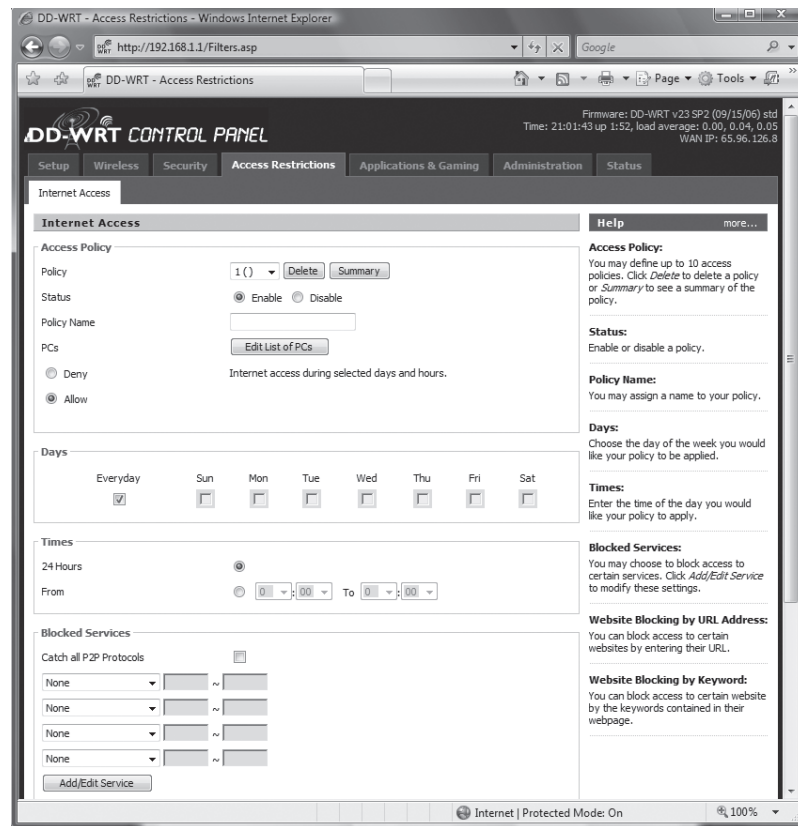 DD-WRT - Access Restrictions - Windows Internet Explorer
http://192.168.1.1/Filters.asp
Google
DD-WRT - Access Restrictions
Page
Tools
DD-WRT CONTROL PANEL
Firmware: DD-WRT v23 SP2 (09/15/06) std
Time: 21:01:43 up 1:52, load average: 0.00, 0.04, 0.05
WAN IP: 65.96.126.8
Setup Wireless Security Access Restrictions Applications & Gaming Administration Status
Internet Access
Internet Access
Access Policy
Policy 1 () Delete Summary
Status Enable Disable
Policy Name
PCs Edit List of PCs
Deny Internet access during selected days and hours.
Allow
Days
Everyday Sun Mon Tue Wed Thu Fri Sat
Times
24 Hours
From 0 : 00 To 0 : 00
Blocked Services
Catch all P2P Protocols
None ~
None ~
None ~
None ~
Add/Edit Service
Help more...
Access Policy:
You may define up to 10 access
policies. Click Delete to delete a policy
or Summary to see a summary of the
policy.
Status:
Enable or disable a policy.
Policy Name:
You may assign a name to your policy.
Days:
Choose the day of the week you would
like your policy to be applied.
Times:
Enter the time of the day you would
like your policy to apply.
Blocked Services:
You may choose to block access to
certain services. Click Add/Edit Service
to modify these settings.
Website Blocking by URL Address:
You can block access to certain
websites by entering their URL.
Website Blocking by Keyword:
You can block access to certain website
by the keywords contained in their
webpage.
Internet | Protected Mode: On
100%